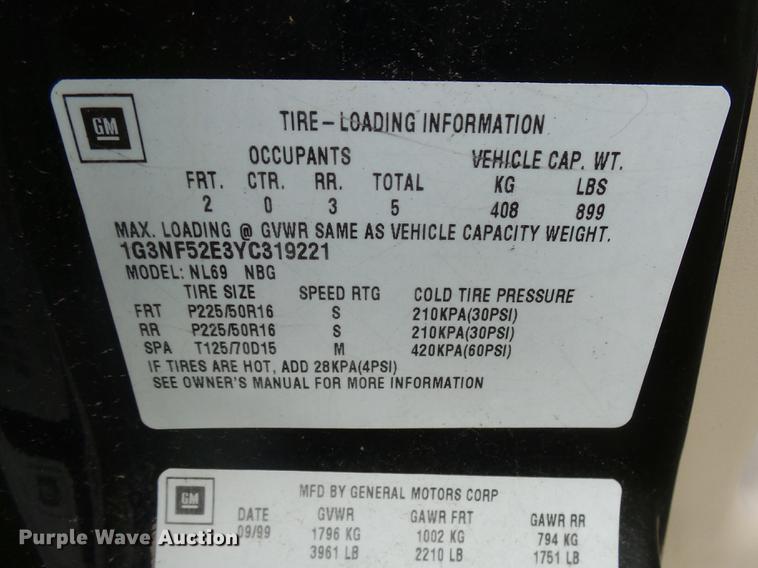 GM
TIRE-LOADING INFORMATION
OCCUPANTS VEHICLE CAP. WT.
FRT. CTR. RR. TOTAL KG LBS
2 0 3 5 408 899
MAX. LOADING @ GVWR SAME AS VEHICLE CAPACITY WEIGHT.
1G3NF52E3YC319221
MODEL: NL69 NBG
TIRE SIZE SPEED RTG COLD TIRE PRESSURE
FRT P225/50R16 S 210KPA(30PSI)
RR P225/50R16 S 210KPA(30PSI)
SPA T125/70D15 M 420KPA(60PSI)
IF TIRES ARE HOT, ADD 28KPA(4PSI)
SEE OWNER'S MANUAL FOR MORE INFORMATION
GM
MFD BY GENERAL MOTORS CORP
DATE GVWR GAWR FRT GAWR RR
09/99 1796 KG 1002 KG 794 KG
3961 LB 2210 LB 1751 LB
Purple Wave Auction